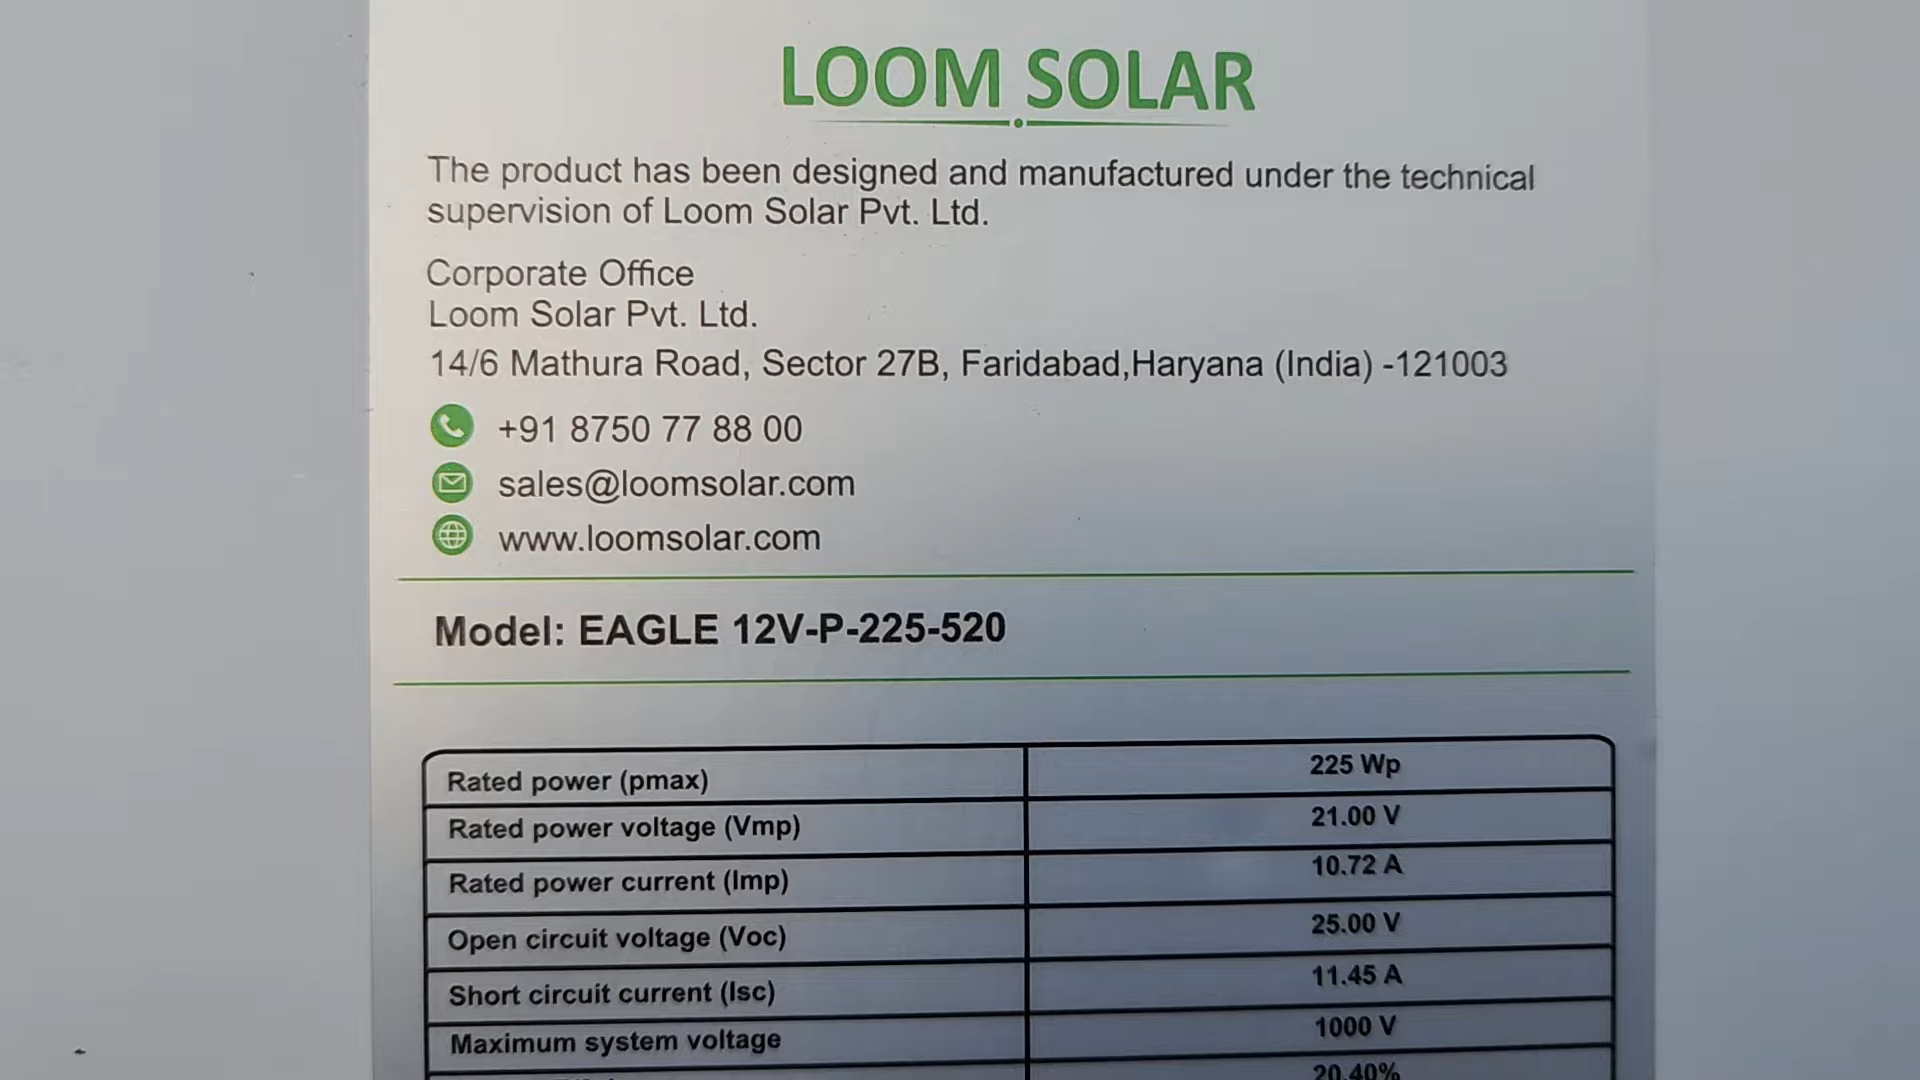 LOOM SOLAR
The product has been designed and manufactured under the technical
supervision of Loom Solar Pvt. Ltd.
Corporate Office
Loom Solar Pvt. Ltd.
14/6 Mathura Road, Sector 27B, Faridabad,Haryana (India) -121003
+91 8750 77 88 00
sales@loomsolar.com
www.loomsolar.com
Model: EAGLE 12V-P-225-520
Rated power (pmax) 225 Wp
Rated power voltage (Vmp) 21.00 V
Rated power current (Imp) 10.72 A
Open circuit voltage (Voc) 25.00 V
Short circuit current (Isc) 11.45 A
Maximum system voltage 1000 V
20.40%